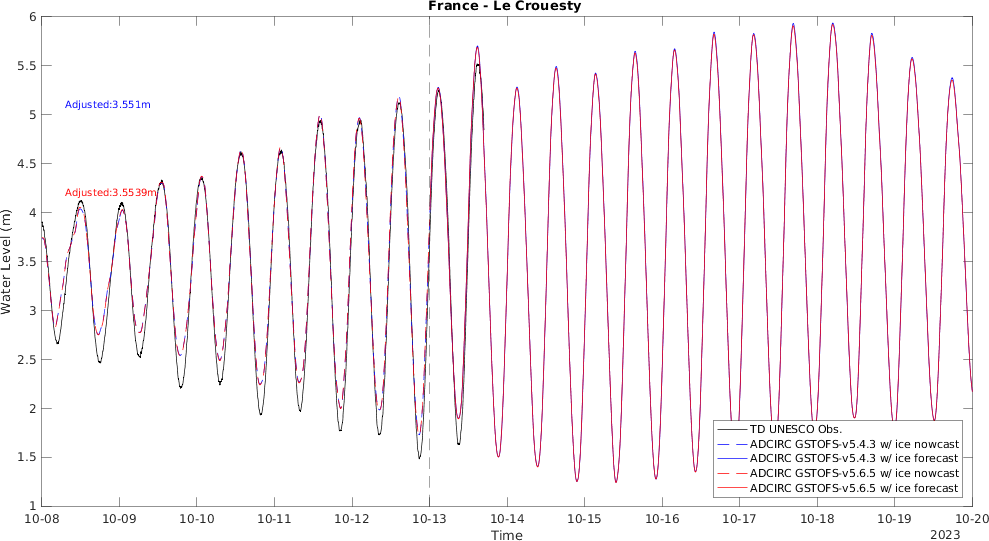 France - Le Crouesty
6
5.5
5
4.5
4
3.5
3
2.5
2
1.5
1
Water Level (m)
Adjusted:3.551m
Adjusted:3.5539m
TD UNESCO Obs.
ADCIRC GSTOFS-v5.4.3 w/ ice nowcast
ADCIRC GSTOFS-v5.4.3 w/ ice forecast
ADCIRC GSTOFS-v5.6.5 w/ ice nowcast
ADCIRC GSTOFS-v5.6.5 w/ ice forecast
10-08 10-09 10-10 10-11 10-12 10-13 10-14 10-15 10-16 10-17 10-18 10-19 10-20
Time
2023